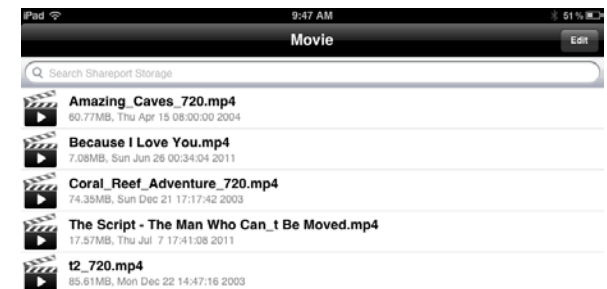 iPad 9:47 AM 51%
Movie Edit
Search Shareport Storage
Amazing_Caves_720.mp4
60.77MB, Thu Apr 15 08:00:00 2004
Because I Love You.mp4
7.08MB, Sun Jun 26 00:34:04 2011
Coral_Reef_Adventure_720.mp4
74.35MB, Sun Dec 21 17:17:42 2003
The Script - The Man Who Can_t Be Moved.mp4
17.57MB, Thu Jul 7 17:41:08 2011
t2_720.mp4
85.61MB, Mon Dec 22 14:47:16 2003